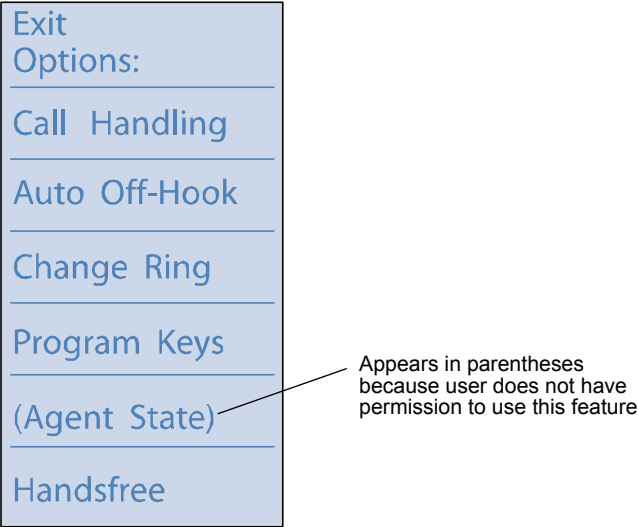 Exit
Options:
Call Handling
Auto Off-Hook
Change Ring
Program Keys
(Agent State)
Handsfree
Appears in parentheses
because user does not have
permission to use this feature